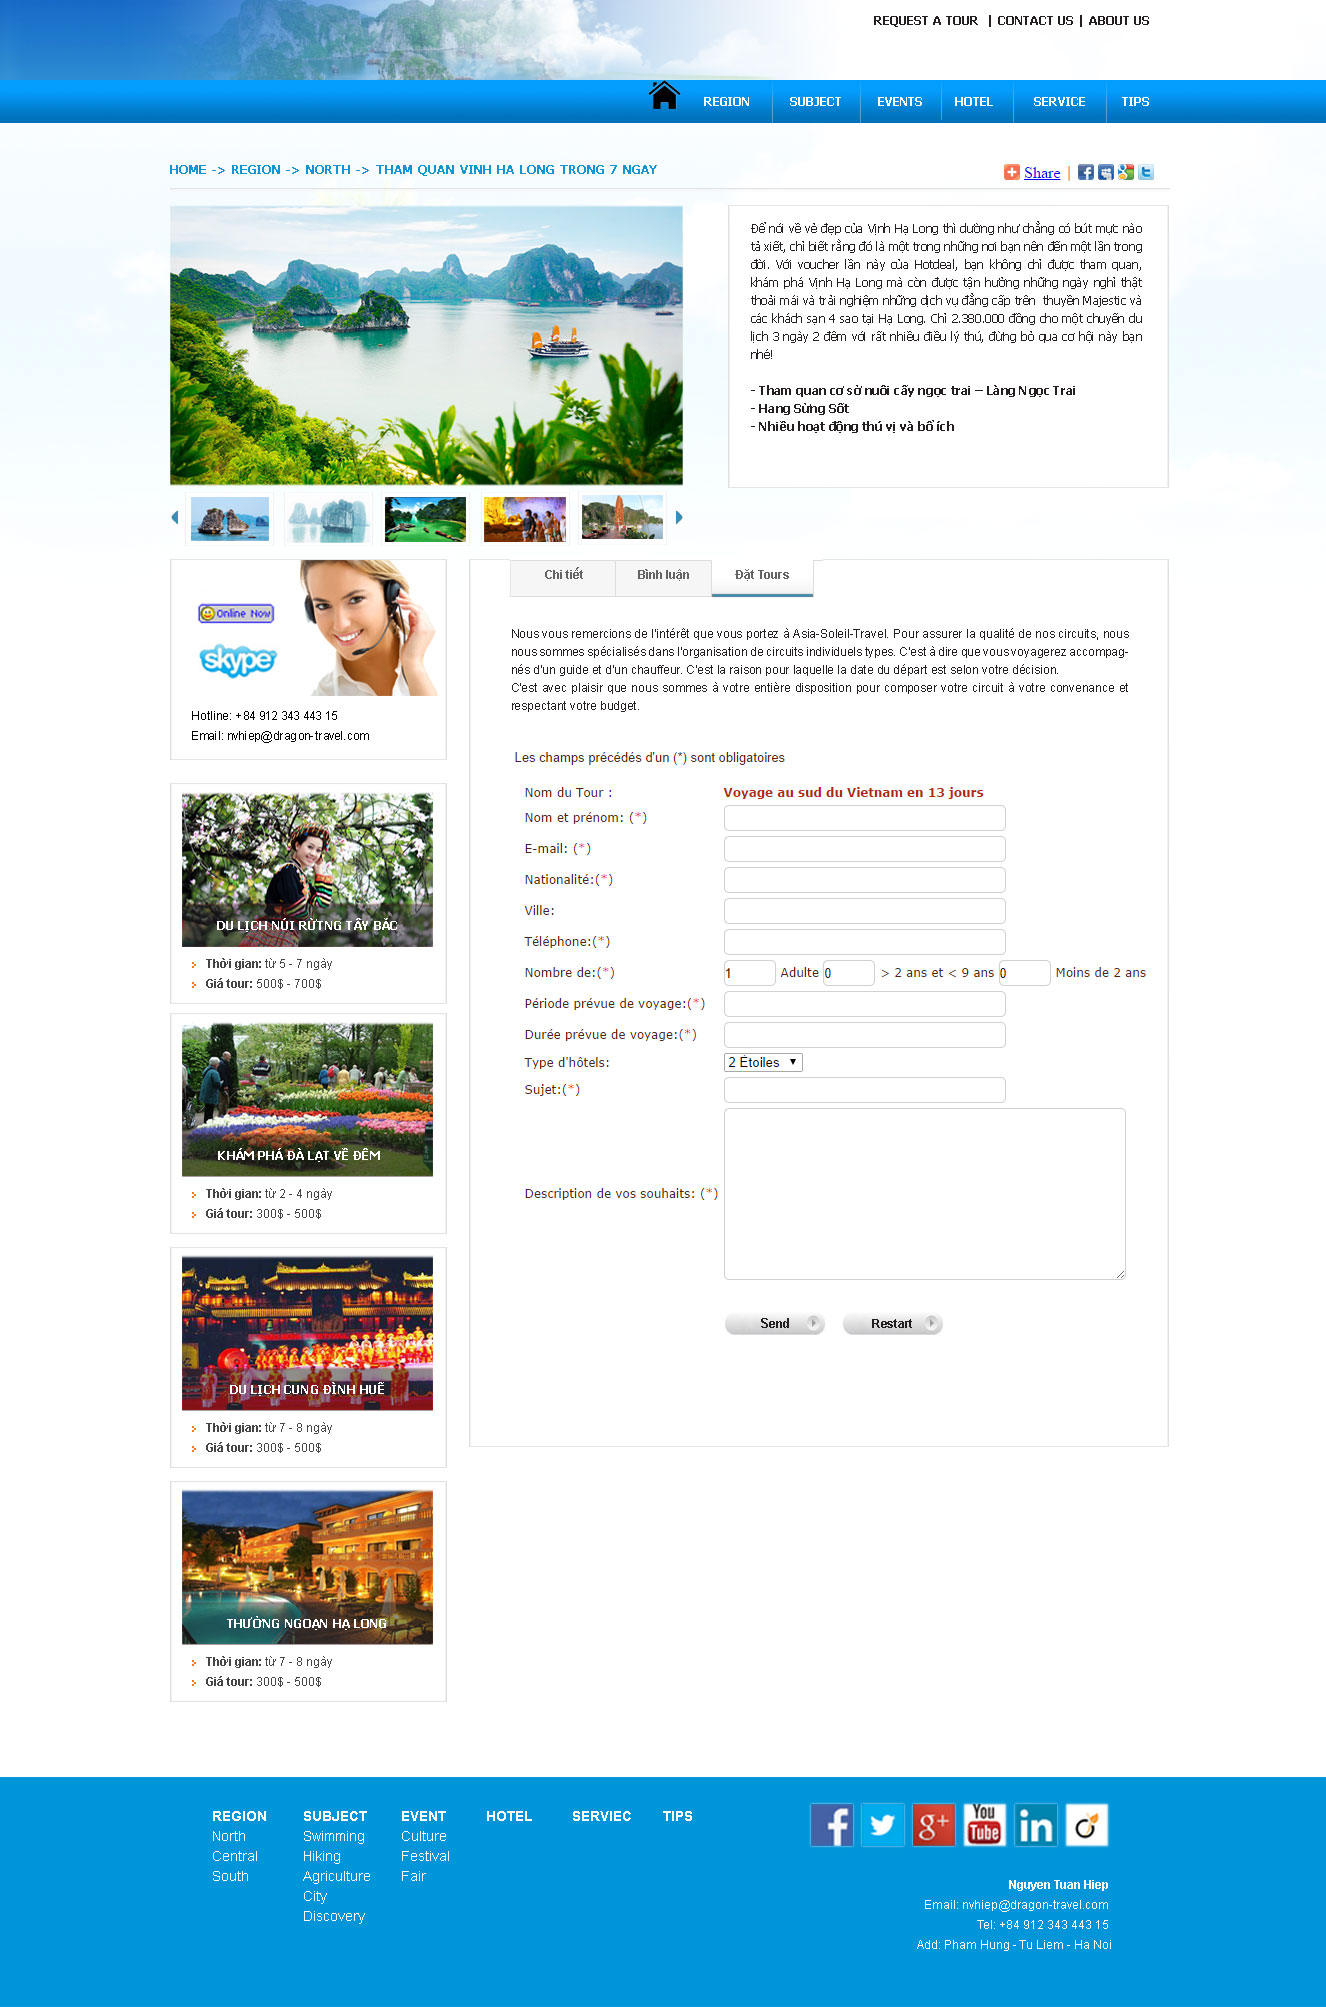 REQUEST A TOUR | CONTACT US | ABOUT US
REGION SUBJECT EVENTS HOTEL SERVICE TIPS
HOME -> REGION -> NORTH -> THAM QUAN VINH HA LONG TRONG 7 NGAY
Share |
Để nói về vẻ đẹp của Vịnh Hạ Long thì dường như chẳng có bút mực nào
tả xiết, chỉ biết rằng đó là một trong những nơi bạn nên đến một lần trong
đời. Với voucher lần này của Hotdeal, bạn không chỉ được tham quan,
khám phá Vịnh Hạ Long mà còn được tận hưởng những ngày nghỉ thật
thoải mái và trải nghiệm những dịch vụ đẳng cấp trên thuyền Majestic và
các khách sạn 4 sao tại Hạ Long. Chỉ 2.380.000 đồng cho một chuyến du
lịch 3 ngày 2 đêm với rất nhiều điều lý thú, đừng bỏ qua cơ hội này bạn
nhé!
- Tham quan cơ sở nuôi cấy ngọc trai – Làng Ngọc Trai
- Hang Sửng Sốt
- Nhiều hoạt động thú vị và bổ ích
Online Now
skype
Hotline: +84 912 343 443 15
Email: nvhiep@dragon-travel.com
Chi tiết Bình luận Đặt Tours
Nous vous remercions de l'intérêt que vous portez à Asia-Soleil-Travel. Pour assurer la qualité de nos circuits, nous
nous sommes spécialisés dans l'organisation de circuits individuels types. C'est à dire que vous voyagerez accompag-
nés d'un guide et d'un chauffeur. C'est la raison pour laquelle la date du départ est selon votre décision.
C'est avec plaisir que nous sommes à votre entière disposition pour composer votre circuit à votre convenance et
respectant votre budget.
Les champs précédés d'un (*) sont obligatoires
Nom du Tour : Voyage au sud du Vietnam en 13 jours
Nom et prénom: (*)
E-mail: (*)
Nationalité:(*)
Ville:
Téléphone:(*)
Nombre de:(*) 1 Adulte 0 > 2 ans et < 9 ans 0 Moins de 2 ans
Période prévue de voyage:(*)
Durée prévue de voyage:(*)
Type d'hôtels: 2 Étoiles
Sujet:(*)
Description de vos souhaits: (*)
Send Restart
DU LỊCH NÚI RỪTNG TÂY BẮC
Thời gian: từ 5 - 7 ngày
Giá tour: 500$ - 700$
KHÁM PHÁ ĐÀ LẠT VỀ ĐÊM
Thời gian: từ 2 - 4 ngày
Giá tour: 300$ - 500$
DU LỊCH CUNG ĐÌNH HUẾ
Thời gian: từ 7 - 8 ngày
Giá tour: 300$ - 500$
THƯỜNG NGOẠN HẠ LONG
Thời gian: từ 7 - 8 ngày
Giá tour: 300$ - 500$
REGION
North
Central
South
SUBJECT
Swimming
Hiking
Agriculture
City
Discovery
EVENT
Culture
Festival
Fair
HOTEL
SERVIEC
TIPS
You
Tube
Nguyen Tuan Hiep
Email: nvhiep@dragon-travel.com
Tel: +84 912 343 443 15
Add: Pham Hung - Tu Liem - Ha Noi